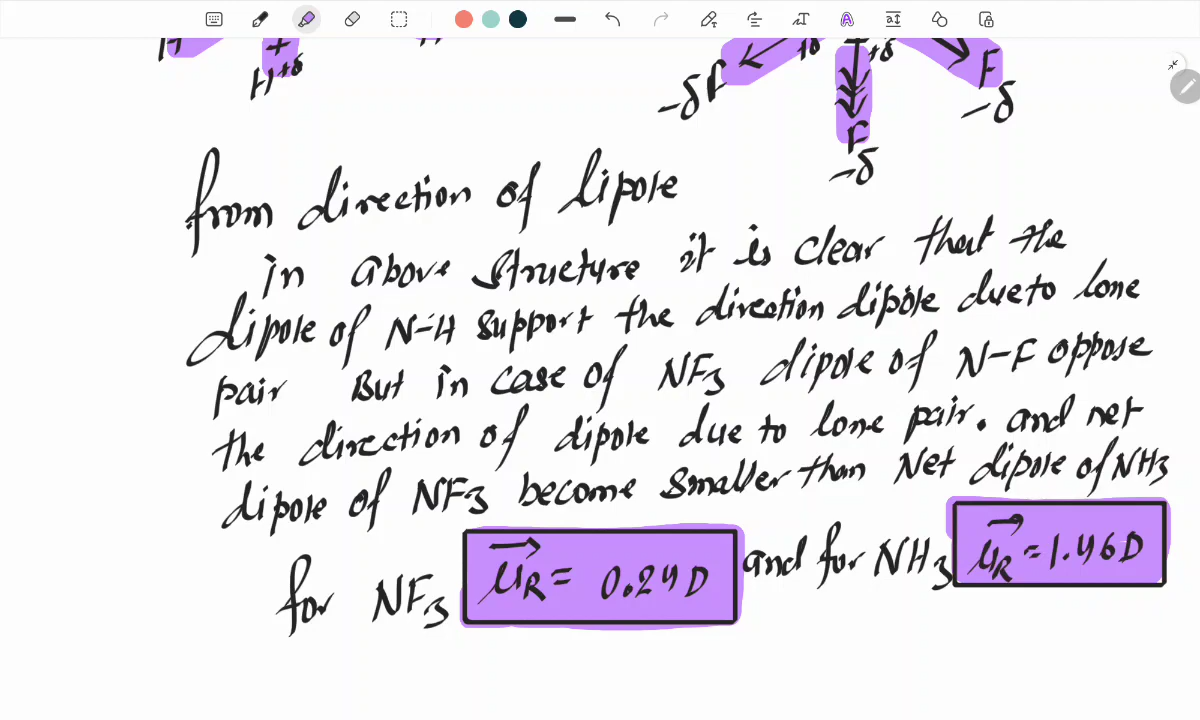 H
H+δ
+δ
+δ
-δF
F
-δ
F
-δ
from direction of dipole
in above structure it is clear that the
dipole of N-H support the direction dipole due to lone
pair But in case of NF3 dipole of N-F oppose
the direction of dipole due to lone pair. and net
dipole of NF3 become smaller than Net dipole of NH3
for NF3 μR = 0.24D and for NH3 μR = 1.46D